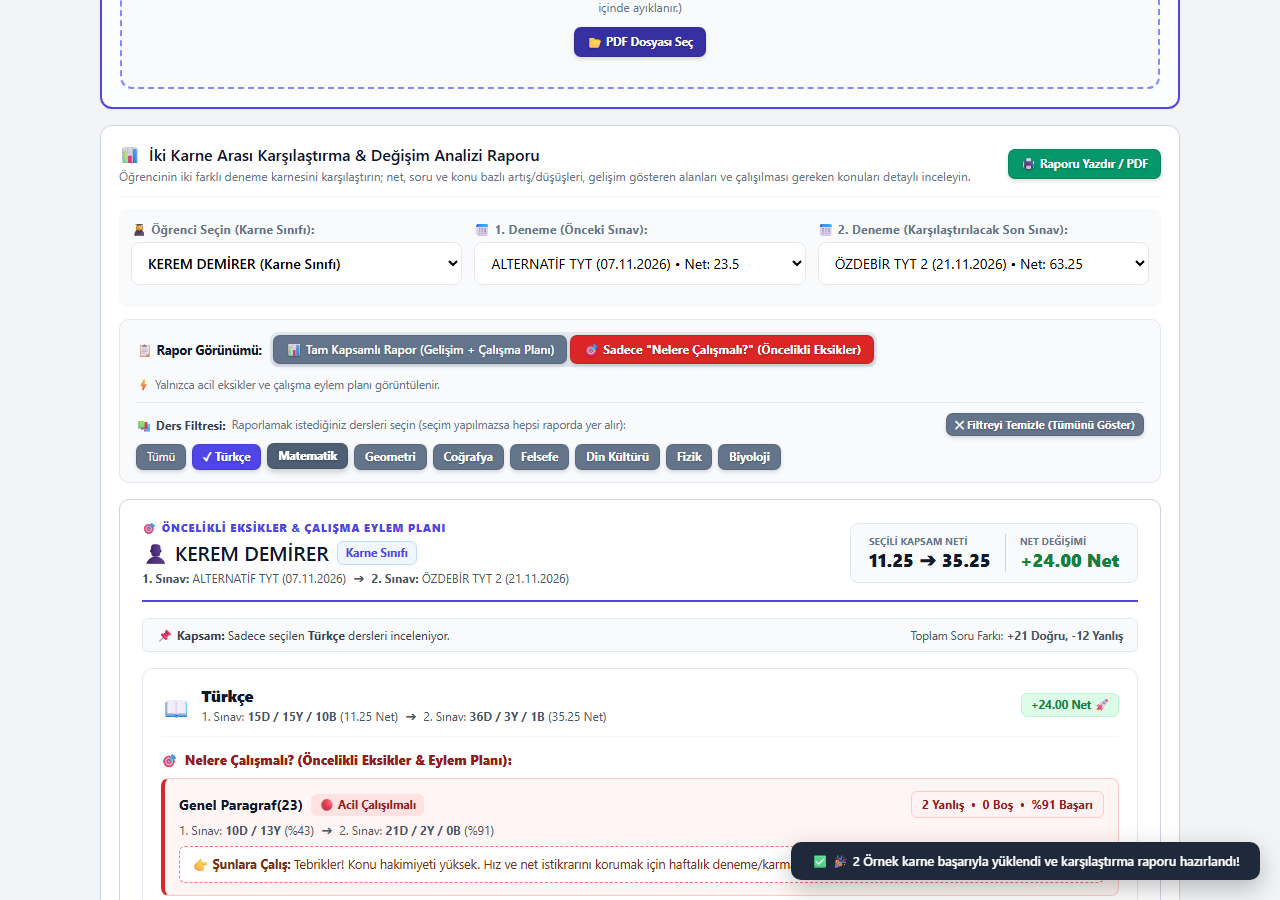 içinde ayıklanır.)
PDF Dosyası Seç
İki Karne Arası Karşılaştırma & Değişim Analizi Raporu
Öğrencinin iki farklı deneme karnesini karşılaştırın; net, soru ve konu bazlı artış/düşüşleri, gelişim gösteren alanları ve çalışılması gereken konuları detaylı inceleyin.
Raporu Yazdır / PDF
Öğrenci Seçin (Karne Sınıfı):
1. Deneme (Önceki Sınav):
2. Deneme (Karşılaştırılacak Son Sınav):
KEREM DEMİRER (Karne Sınıfı)
ALTERNATİF TYT (07.11.2026) • Net: 23.5
ÖZDEBİR TYT 2 (21.11.2026) • Net: 63.25
Rapor Görünümü:
Tam Kapsamlı Rapor (Gelişim + Çalışma Planı)
Sadece "Nelere Çalışmalı?" (Öncelikli Eksikler)
Yalnızca acil eksikler ve çalışma eylem planı görüntülenir.
Ders Filtresi: Raporlamak istediğiniz dersleri seçin (seçim yapılmazsa hepsi raporda yer alır):
✕ Filtreyi Temizle (Tümünü Göster)
Tümü
✓ Türkçe
Matematik
Geometri
Coğrafya
Felsefe
Din Kültürü
Fizik
Biyoloji
ÖNCELİKLİ EKSİKLER & ÇALIŞMA EYLEM PLANI
KEREM DEMİRER Karne Sınıfı
1. Sınav: ALTERNATİF TYT (07.11.2026) ➔ 2. Sınav: ÖZDEBİR TYT 2 (21.11.2026)
SEÇİLİ KAPSAM NETİ
11.25 ➔ 35.25
NET DEĞİŞİMİ
+24.00 Net
Kapsam: Sadece seçilen Türkçe dersleri inceleniyor.
Toplam Soru Farkı: +21 Doğru, -12 Yanlış
Türkçe
1. Sınav: 15D / 15Y / 10B (11.25 Net) ➔ 2. Sınav: 36D / 3Y / 1B (35.25 Net)
+24.00 Net
Nelere Çalışmalı? (Öncelikli Eksikler & Eylem Planı):
Genel Paragraf(23)
Acil Çalışılmalı
2 Yanlış • 0 Boş • %91 Başarı
1. Sınav: 10D / 13Y (%43) ➔ 2. Sınav: 21D / 2Y / 0B (%91)
Şunlara Çalış: Tebrikler! Konu hakimiyeti yüksek. Hız ve net istikrarını korumak için haftalık deneme/karma
2 Örnek karne başarıyla yüklendi ve karşılaştırma raporu hazırlandı!